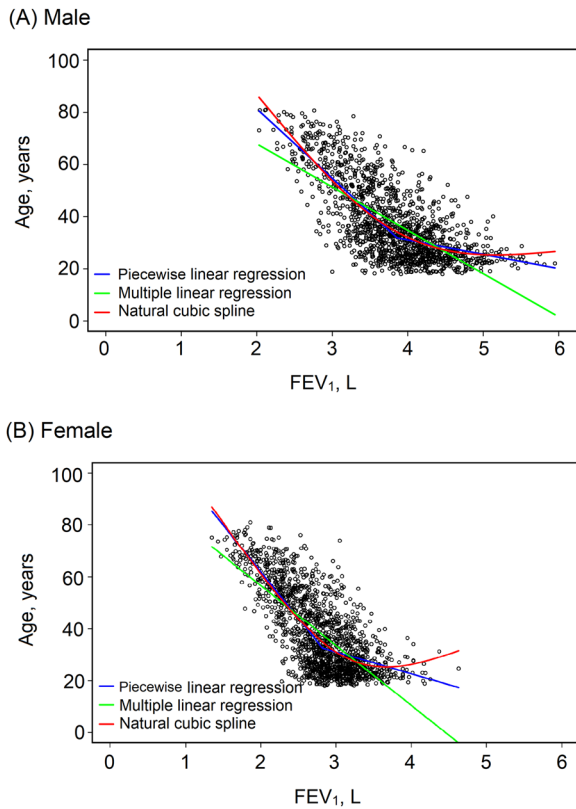 (A) Male
100
80
60
40
20
0
Age, years
Piecewise linear regression
Multiple linear regression
Natural cubic spline
0 1 2 3 4 5 6
FEV₁, L
(B) Female
100
80
60
40
20
0
Age, years
Piecewise linear regression
Multiple linear regression
Natural cubic spline
0 1 2 3 4 5 6
FEV₁, L